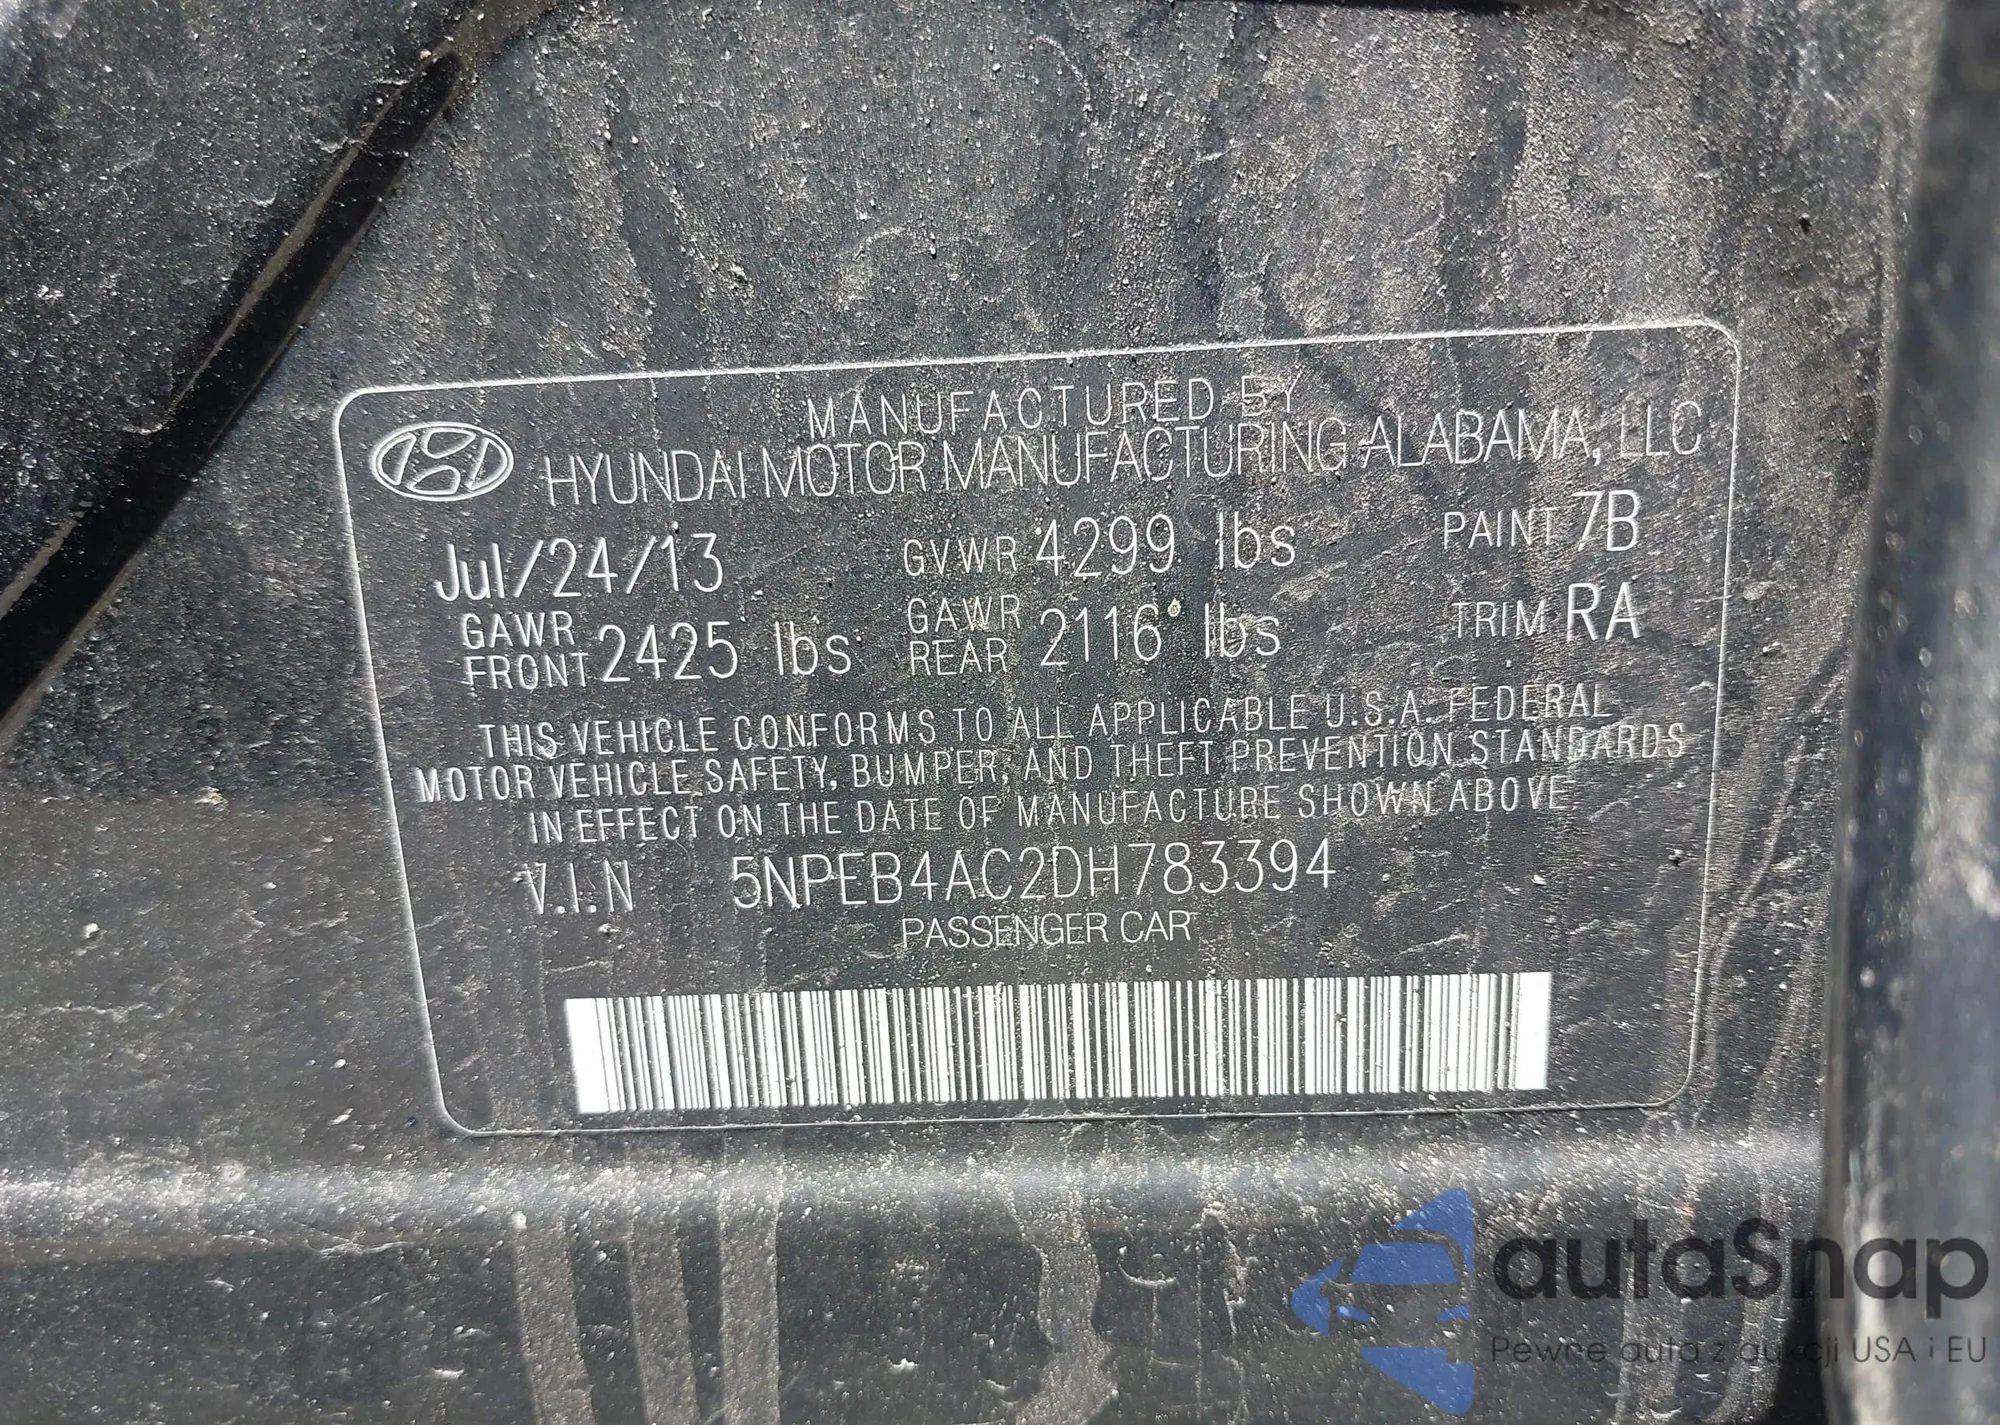 MANUFACTURED BY
HYUNDAI MOTOR MANUFACTURING ALABAMA, LLC
Jul/24/13 GVWR 4299 lbs PAINT 7B
GAWR FRONT 2425 lbs GAWR REAR 2116 lbs TRIM RA
THIS VEHICLE CONFORMS TO ALL APPLICABLE U.S.A. FEDERAL
MOTOR VEHICLE SAFETY, BUMPER, AND THEFT PREVENTION STANDARDS
IN EFFECT ON THE DATE OF MANUFACTURE SHOWN ABOVE
V.I.N 5NPEB4AC2DH783394
PASSENGER CAR
autaSnap
Pewne auta z aukcji USA i EU